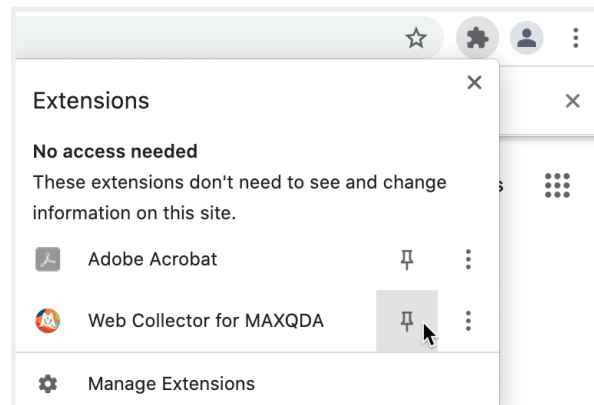 Extensions
No access needed
These extensions don't need to see and change
information on this site.
Adobe Acrobat
Web Collector for MAXQDA
Manage Extensions